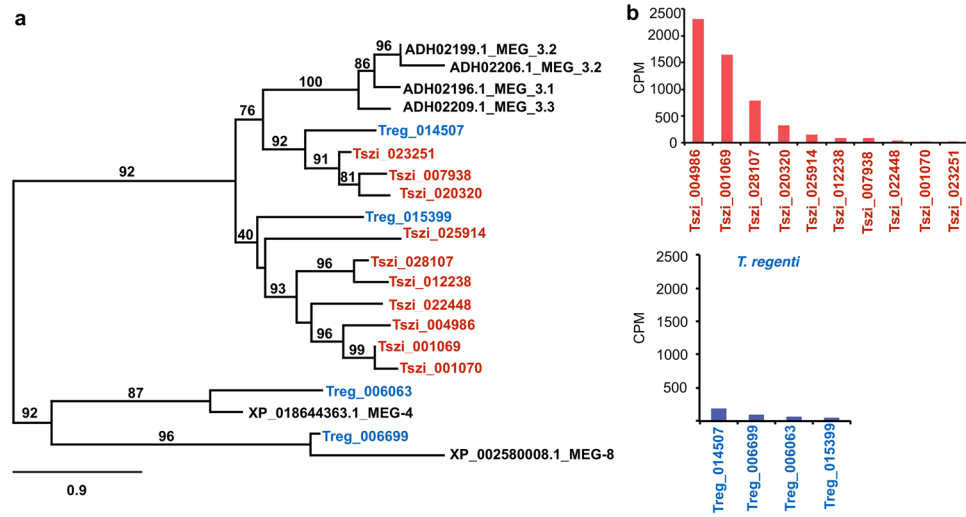 a
96
ADH02199.1_MEG_3.2
86
ADH02206.1_MEG_3.2
100
ADH02196.1_MEG_3.1
ADH02209.1_MEG_3.3
76
Treg_014507
92
Tszi_023251
91
Tszi_007938
81
Tszi_020320
92
Treg_015399
40
Tszi_025914
96
Tszi_028107
Tszi_012238
93
Tszi_022448
96
Tszi_004986
99
Tszi_001069
Tszi_001070
Treg_006063
87
XP_018644363.1_MEG-4
92
Treg_006699
96
XP_002580008.1_MEG-8
0.9
b
2500
2000
1500
1000
500
0
CPM
Tszi_004986
Tszi_001069
Tszi_028107
Tszi_020320
Tszi_025914
Tszi_012238
Tszi_007938
Tszi_022448
Tszi_001070
Tszi_023251
T. regenti
2500
2000
1500
1000
500
CPM
Treg_014507
Treg_006699
Treg_006063
Treg_015399